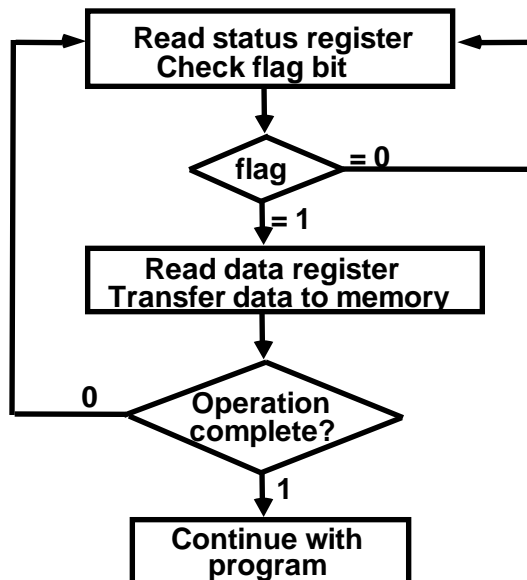 Read status register
Check flag bit
flag
= 0
= 1
Read data register
Transfer data to memory
0
Operation
complete?
1
Continue with
program